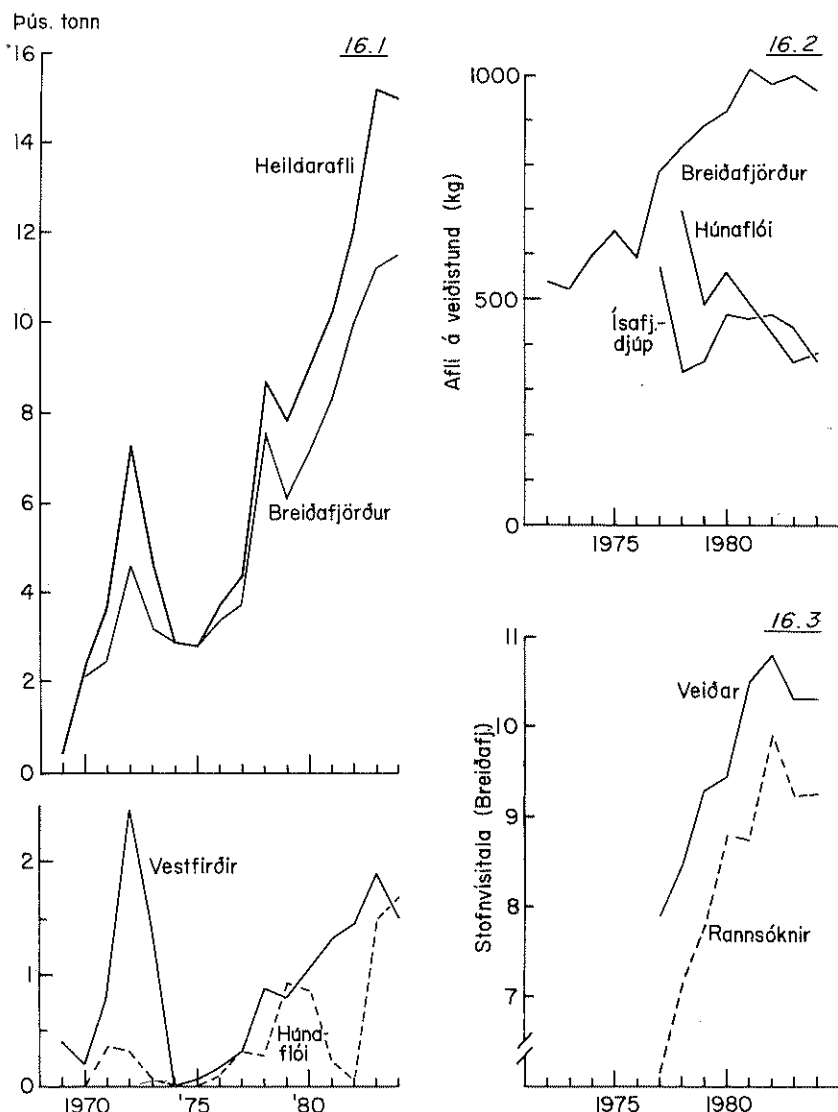 Þús. tonn
16.1
16
14
12
10
8
6
4
2
0
Heildarafli
Breiðafjörður
2
1
0
Vestfirðir
Húna-
flói
1970
'75
'80
16.2
Afli á veiðistund (kg)
1000
500
0
Breiðafjörður
Húnaflói
Ísafj.-
djúp
1975
1980
16.3
Stofnvísitala (Breiðafj.)
11
10
9
8
7
Veiðar
Rannsóknir
1975
1980